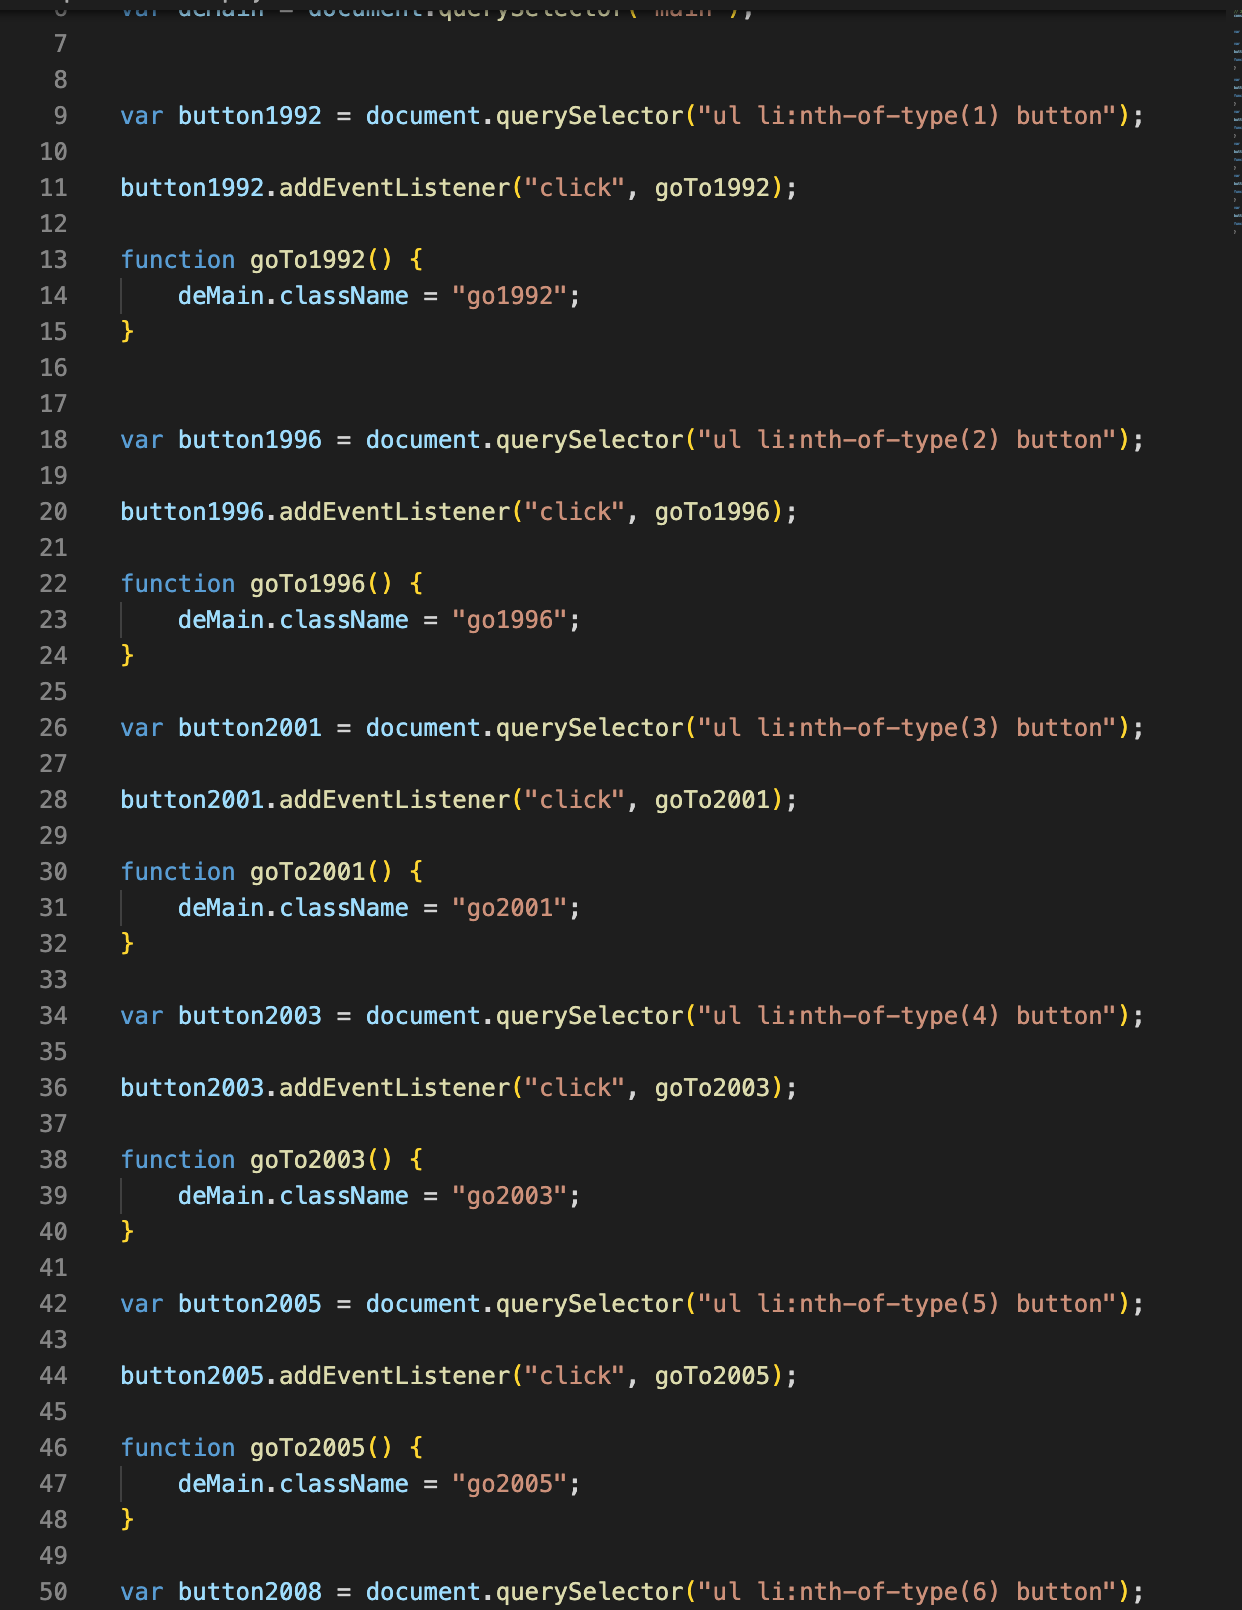 var deMain = document.querySelector("main");
7
8
9 var button1992 = document.querySelector("ul li:nth-of-type(1) button");
10
11 button1992.addEventListener("click", goTo1992);
12
13 function goTo1992() {
14 deMain.className = "go1992";
15 }
16
17
18 var button1996 = document.querySelector("ul li:nth-of-type(2) button");
19
20 button1996.addEventListener("click", goTo1996);
21
22 function goTo1996() {
23 deMain.className = "go1996";
24 }
25
26 var button2001 = document.querySelector("ul li:nth-of-type(3) button");
27
28 button2001.addEventListener("click", goTo2001);
29
30 function goTo2001() {
31 deMain.className = "go2001";
32 }
33
34 var button2003 = document.querySelector("ul li:nth-of-type(4) button");
35
36 button2003.addEventListener("click", goTo2003);
37
38 function goTo2003() {
39 deMain.className = "go2003";
40 }
41
42 var button2005 = document.querySelector("ul li:nth-of-type(5) button");
43
44 button2005.addEventListener("click", goTo2005);
45
46 function goTo2005() {
47 deMain.className = "go2005";
48 }
49
50 var button2008 = document.querySelector("ul li:nth-of-type(6) button");